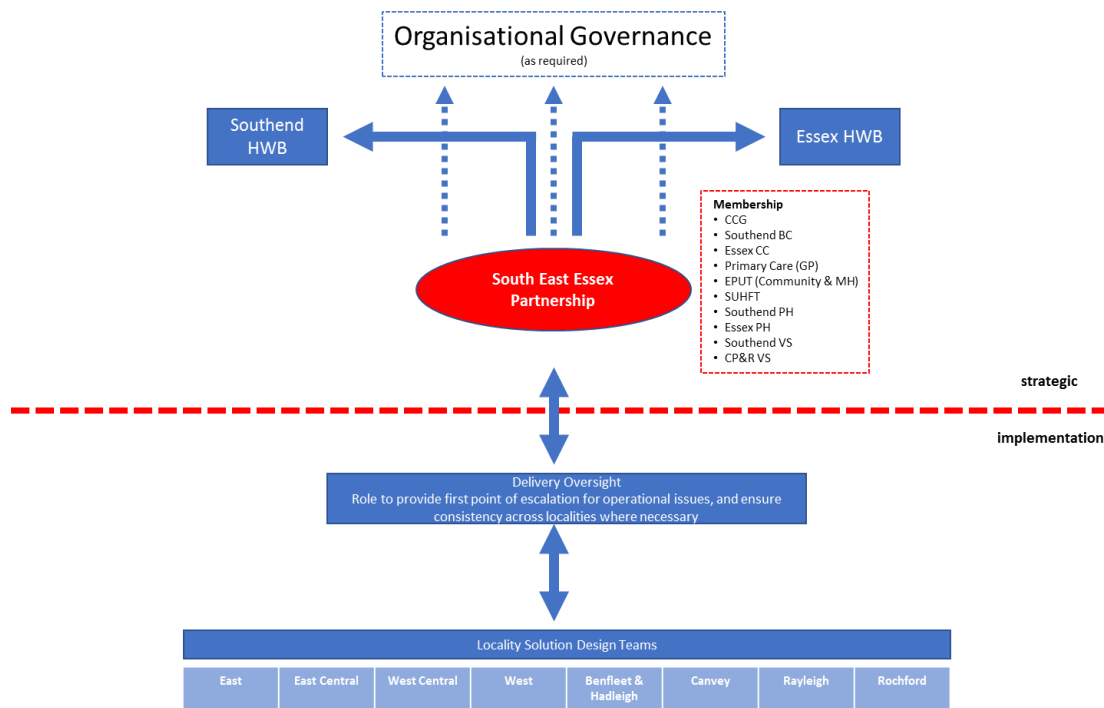 Organisational Governance
(as required)
Southend
HWB
Essex HWB
South East Essex
Partnership
Membership
• CCG
• Southend BC
• Essex CC
• Primary Care (GP)
• EPUT (Community & MH)
• SUHFT
• Southend PH
• Essex PH
• Southend VS
• CP&R VS
strategic
implementation
Delivery Oversight
Role to provide first point of escalation for operational issues, and ensure
consistency across localities where necessary
Locality Solution Design Teams
East
East Central
West Central
West
Benfleet &
Hadleigh
Canvey
Rayleigh
Rochford